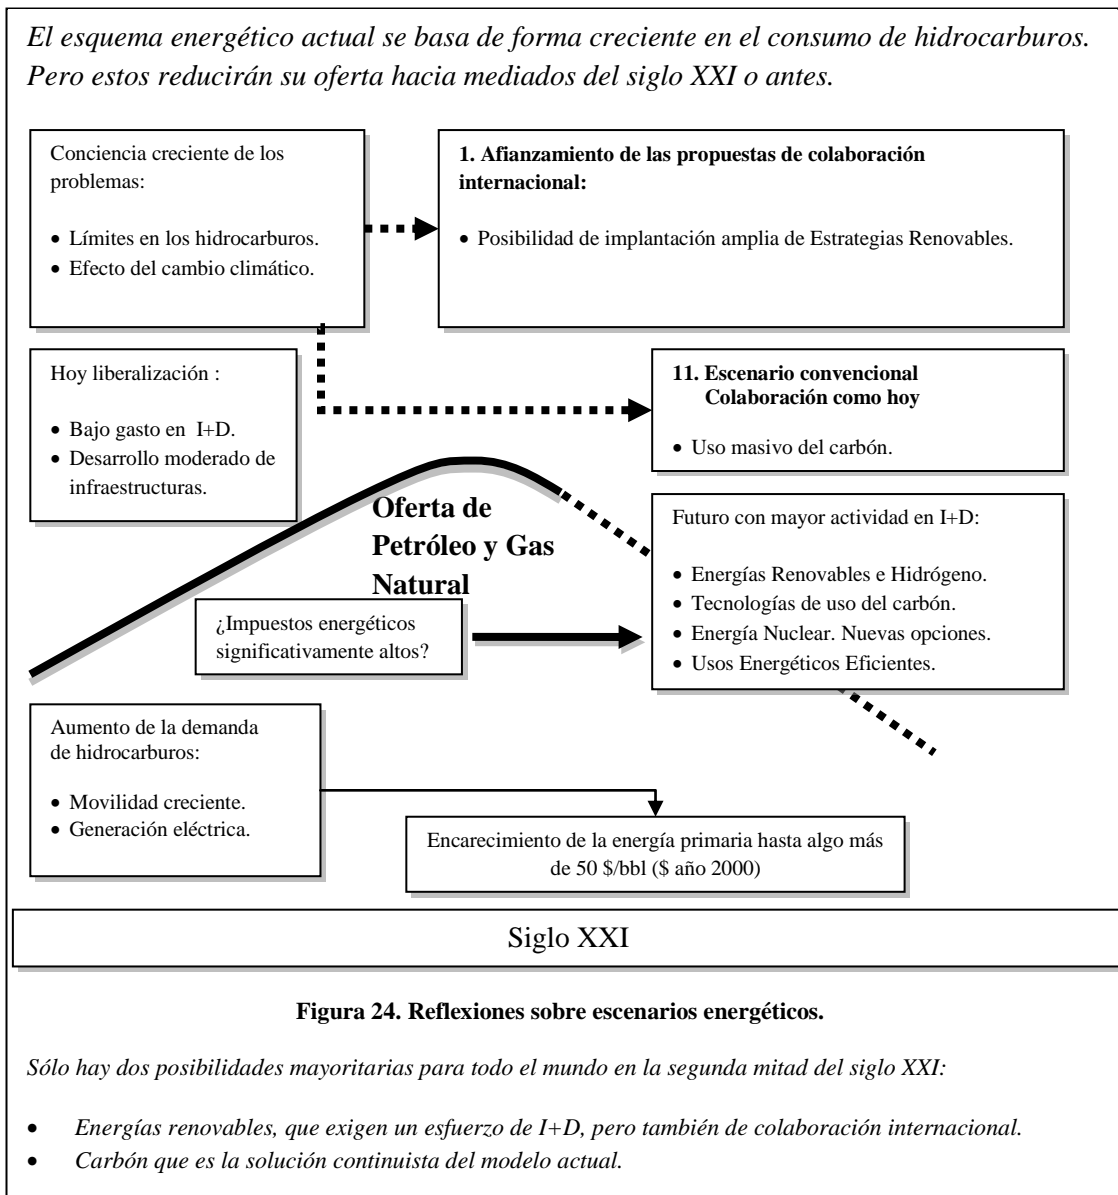 El esquema energético actual se basa de forma creciente en el consumo de hidrocarburos.
Pero estos reducirán su oferta hacia mediados del siglo XXI o antes.
Conciencia creciente de los
problemas:
• Límites en los hidrocarburos.
• Efecto del cambio climático.
1. Afianzamiento de las propuestas de colaboración
internacional:
• Posibilidad de implantación amplia de Estrategias Renovables.
Hoy liberalización :
• Bajo gasto en I+D.
• Desarrollo moderado de
infraestructuras.
11. Escenario convencional
Colaboración como hoy
• Uso masivo del carbón.
Oferta de
Petróleo y Gas
Natural
Futuro con mayor actividad en I+D:
• Energías Renovables e Hidrógeno.
• Tecnologías de uso del carbón.
• Energía Nuclear. Nuevas opciones.
• Usos Energéticos Eficientes.
¿Impuestos energéticos
significativamente altos?
Aumento de la demanda
de hidrocarburos:
• Movilidad creciente.
• Generación eléctrica.
Encarecimiento de la energía primaria hasta algo más
de 50 $/bbl ($ año 2000)
Siglo XXI
Figura 24. Reflexiones sobre escenarios energéticos.
Sólo hay dos posibilidades mayoritarias para todo el mundo en la segunda mitad del siglo XXI:
• Energías renovables, que exigen un esfuerzo de I+D, pero también de colaboración internacional.
• Carbón que es la solución continuista del modelo actual.